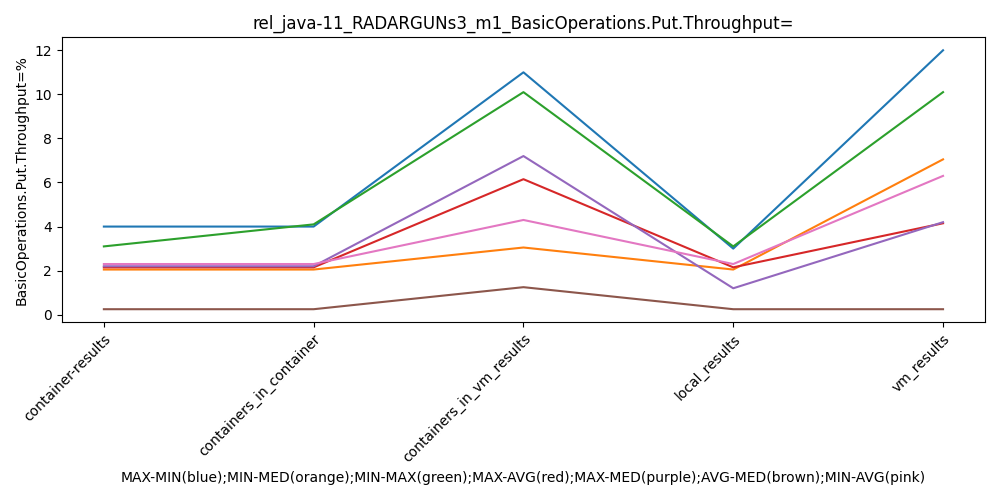 rel_java-11_RADARGUNs3_m1_BasicOperations.Put.Throughput=
BasicOperations.Put.Throughput=%
12
10
8
6
4
2
0
container-results
containers_in_container
containers_in_vm_results
local_results
vm_results
MAX-MIN(blue);MIN-MED(orange);MIN-MAX(green);MAX-AVG(red);MAX-MED(purple);AVG-MED(brown);MIN-AVG(pink)